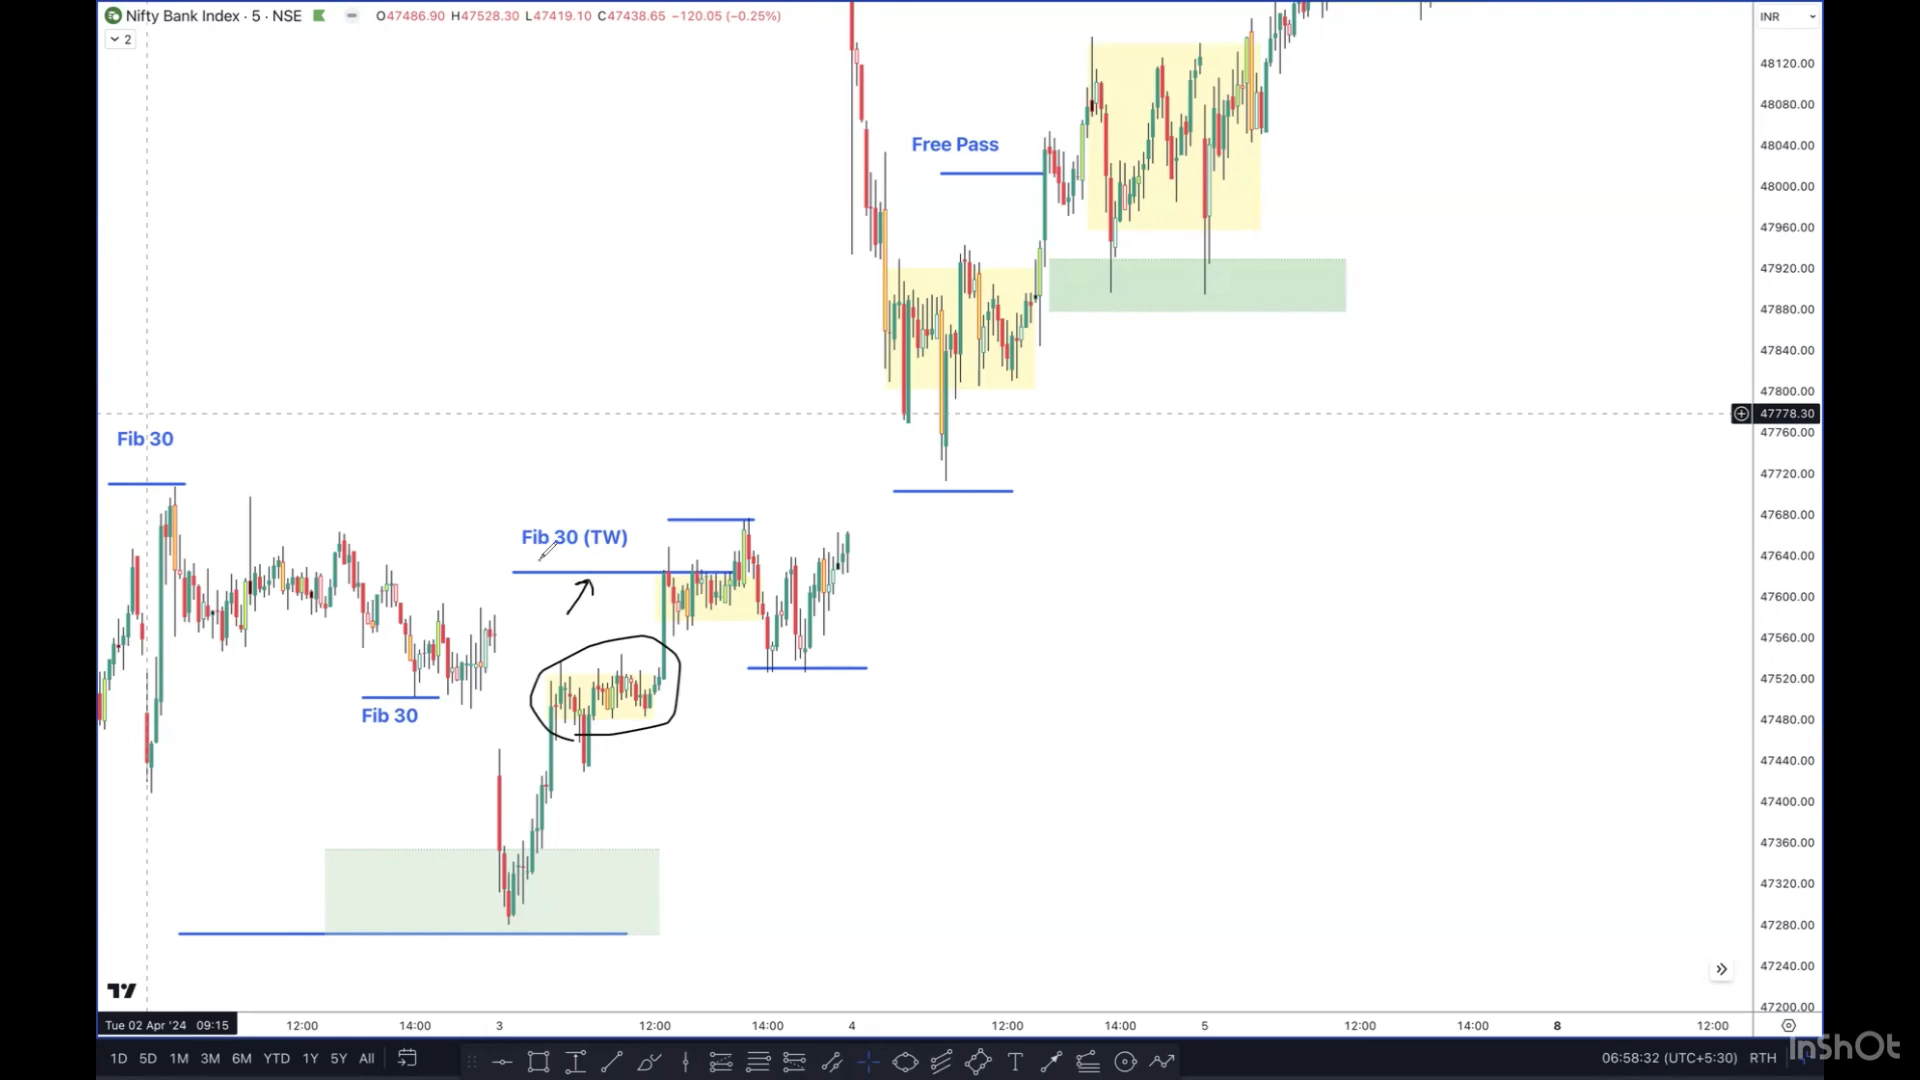 Nifty Bank Index · 5 · NSE O47486.90 H47528.30 L47419.10 C47438.65 −120.05 (−0.25%)
INR
2
48120.00
48080.00
Free Pass
48040.00
48000.00
47960.00
47920.00
47880.00
47840.00
47800.00
47778.30
47760.00
Fib 30
47720.00
47680.00
Fib 30 (TW)
47640.00
47600.00
47560.00
47520.00
Fib 30
47480.00
47440.00
47400.00
47360.00
47320.00
47280.00
47240.00
47200.00
Tue 02 Apr '24 09:15 12:00 14:00 3 12:00 14:00 4 12:00 14:00 5 12:00 14:00 8 12:00
1D 5D 1M 3M 6M YTD 1Y 5Y All T 06:58:32 (UTC+5:30) RTH
InShOt